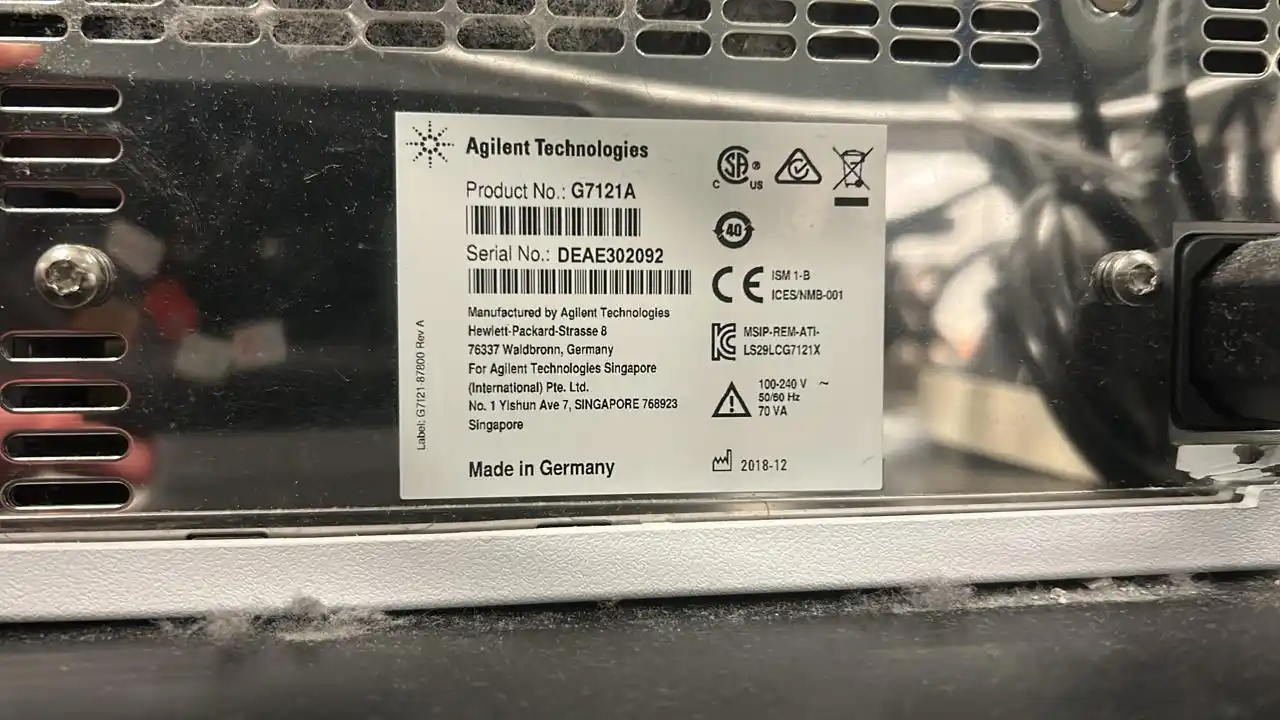 Agilent Technologies
Product No.: G7121A
Serial No.: DEAE302092
Manufactured by Agilent Technologies
Hewlett-Packard-Strasse 8
76337 Waldbronn, Germany
For Agilent Technologies Singapore
(International) Pte. Ltd.
No. 1 Yishun Ave 7, SINGAPORE 768923
Singapore
Made in Germany
Label: G7121-87800 Rev A
C SA ® US
40
CE ISM 1-B
ICES/NMB-001
MSIP-REM-ATi-
LS29LCG7121X
100-240 V ~
50/60 Hz
70 VA
2018-12